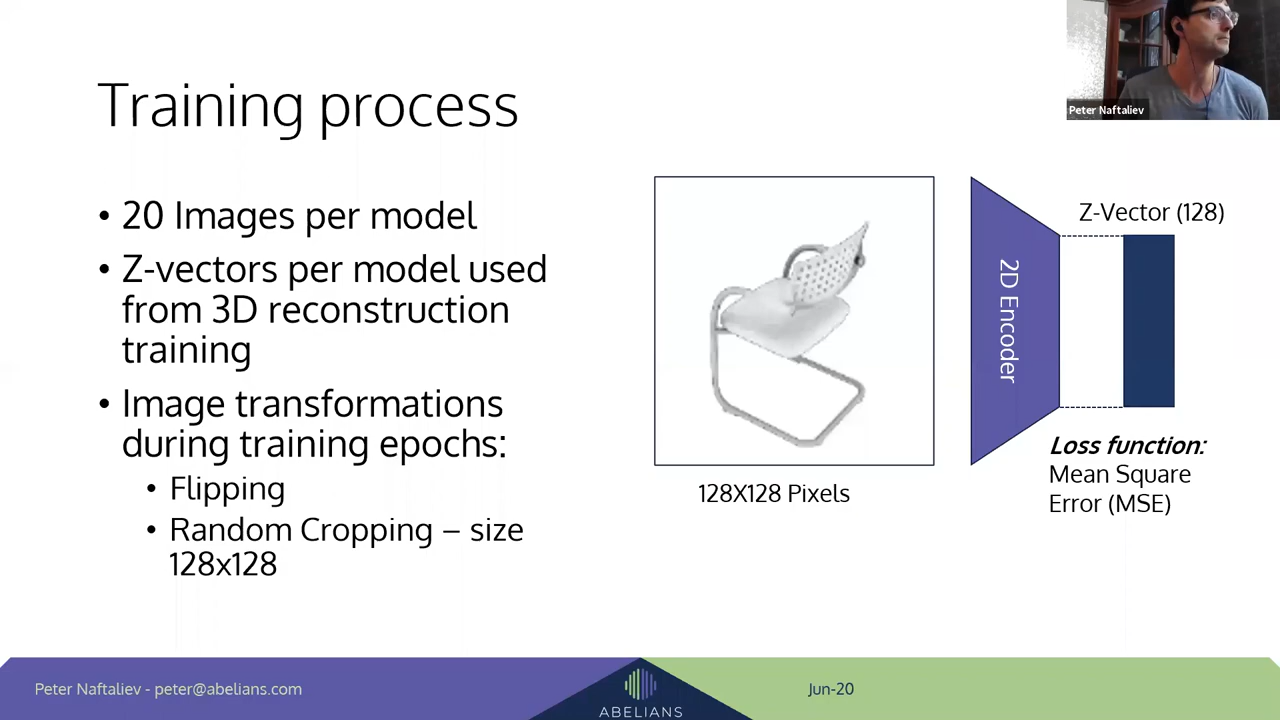 Peter Naftaliev
Training process
• 20 Images per model
• Z-vectors per model used
from 3D reconstruction
training
• Image transformations
during training epochs:
• Flipping
• Random Cropping – size
128x128
128X128 Pixels
2D Encoder
Z-Vector (128)
Loss function:
Mean Square
Error (MSE)
Peter Naftaliev - peter@abelians.com
ABELIANS
Jun-20